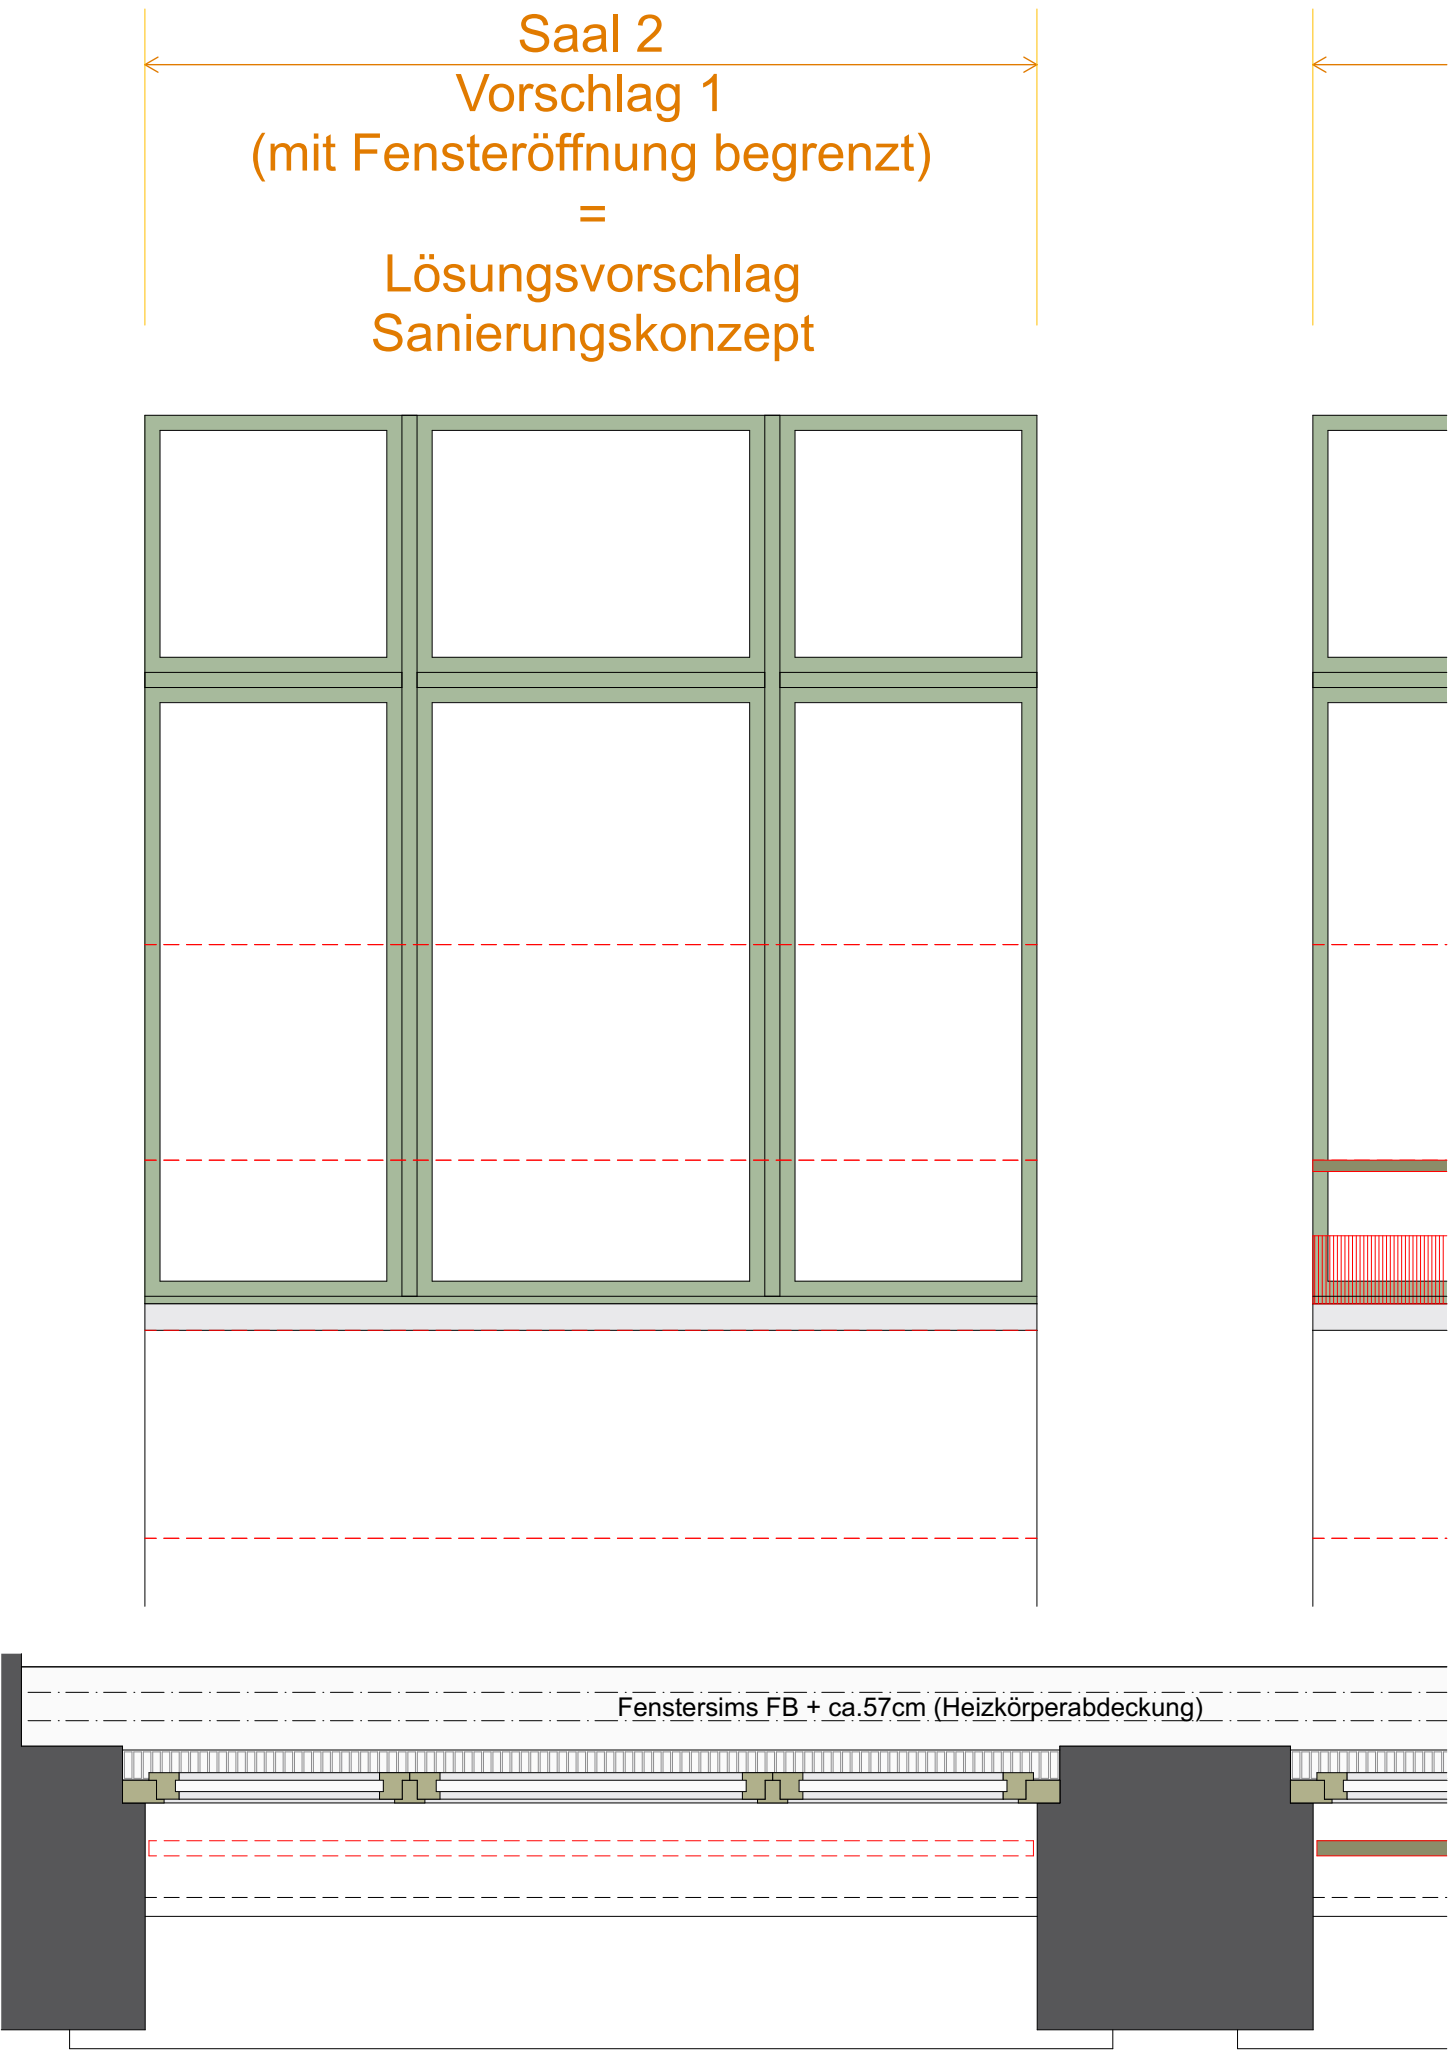 Saal 2
Vorschlag 1
(mit Fensteröffnung begrenzt)
=
Lösungsvorschlag
Sanierungskonzept
Fenstersims FB + ca.57cm (Heizkörperabdeckung)